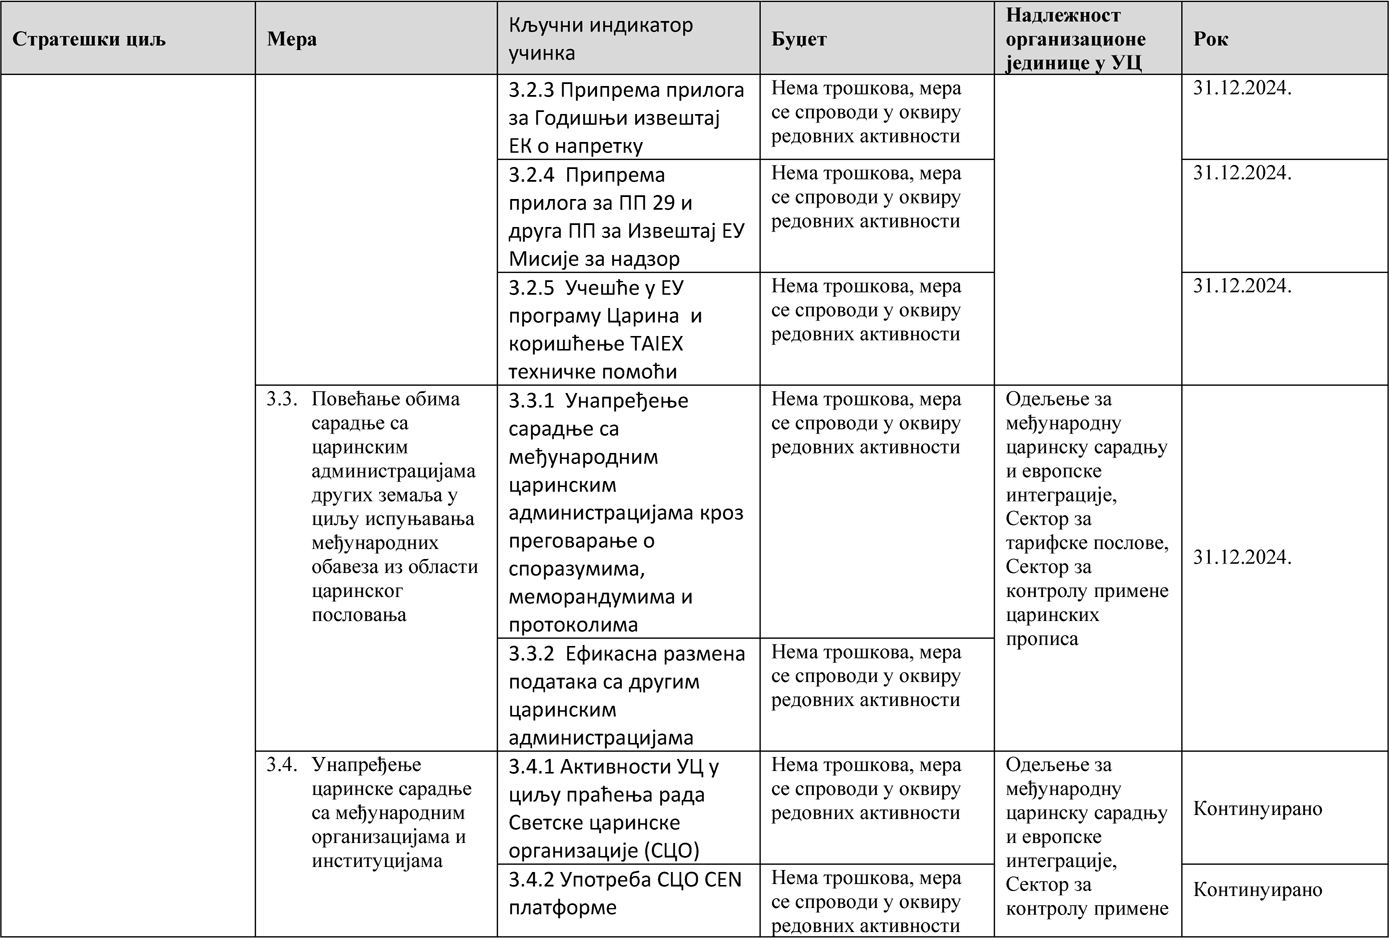 Стратешки циљ
Мера
Кључни индикатор
учинка
Буџет
Надлежност
организационе
јединице у УЦ
Рок
3.2.3 Припрема прилога
за Годишњи извештај
ЕК о напретку
Нема трошкова, мера
се спроводи у оквиру
редовних активности
31.12.2024.
3.2.4 Припрема
прилога за ПП 29 и
друга ПП за Извештај ЕУ
Мисије за надзор
Нема трошкова, мера
се спроводи у оквиру
редовних активности
31.12.2024.
3.2.5 Учешће у ЕУ
програму Царина и
коришћење TAIEX
техничке помоћи
Нема трошкова, мера
се спроводи у оквиру
редовних активности
31.12.2024.
3.3. Повећање обима
сарадње са
царинским
администрацијама
других земаља у
циљу испуњавања
међународних
обавеза из области
царинског
пословања
3.3.1 Унапређење
сарадње са
међународним
царинским
администрацијама кроз
преговарање о
споразумима,
меморандумима и
протоколима
Нема трошкова, мера
се спроводи у оквиру
редовних активности
Одељење за
међународну
царинску сарадњу
и европске
интеграције,
Сектор за
тарифске послове,
Сектор за
контролу примене
царинских
прописа
31.12.2024.
3.3.2 Ефикасна размена
података са другим
царинским
администрацијама
Нема трошкова, мера
се спроводи у оквиру
редовних активности
3.4. Унапређење
царинске сарадње
са међународним
организацијама и
институцијама
3.4.1 Активности УЦ у
циљу праћења рада
Светске царинске
организације (СЦО)
Нема трошкова, мера
се спроводи у оквиру
редовних активности
Одељење за
међународну
царинску сарадњу
и европске
интеграције,
Сектор за
контролу примене
Континуирано
3.4.2 Употреба СЦО CEN
платформе
Нема трошкова, мера
се спроводи у оквиру
редовних активности
Континуирано